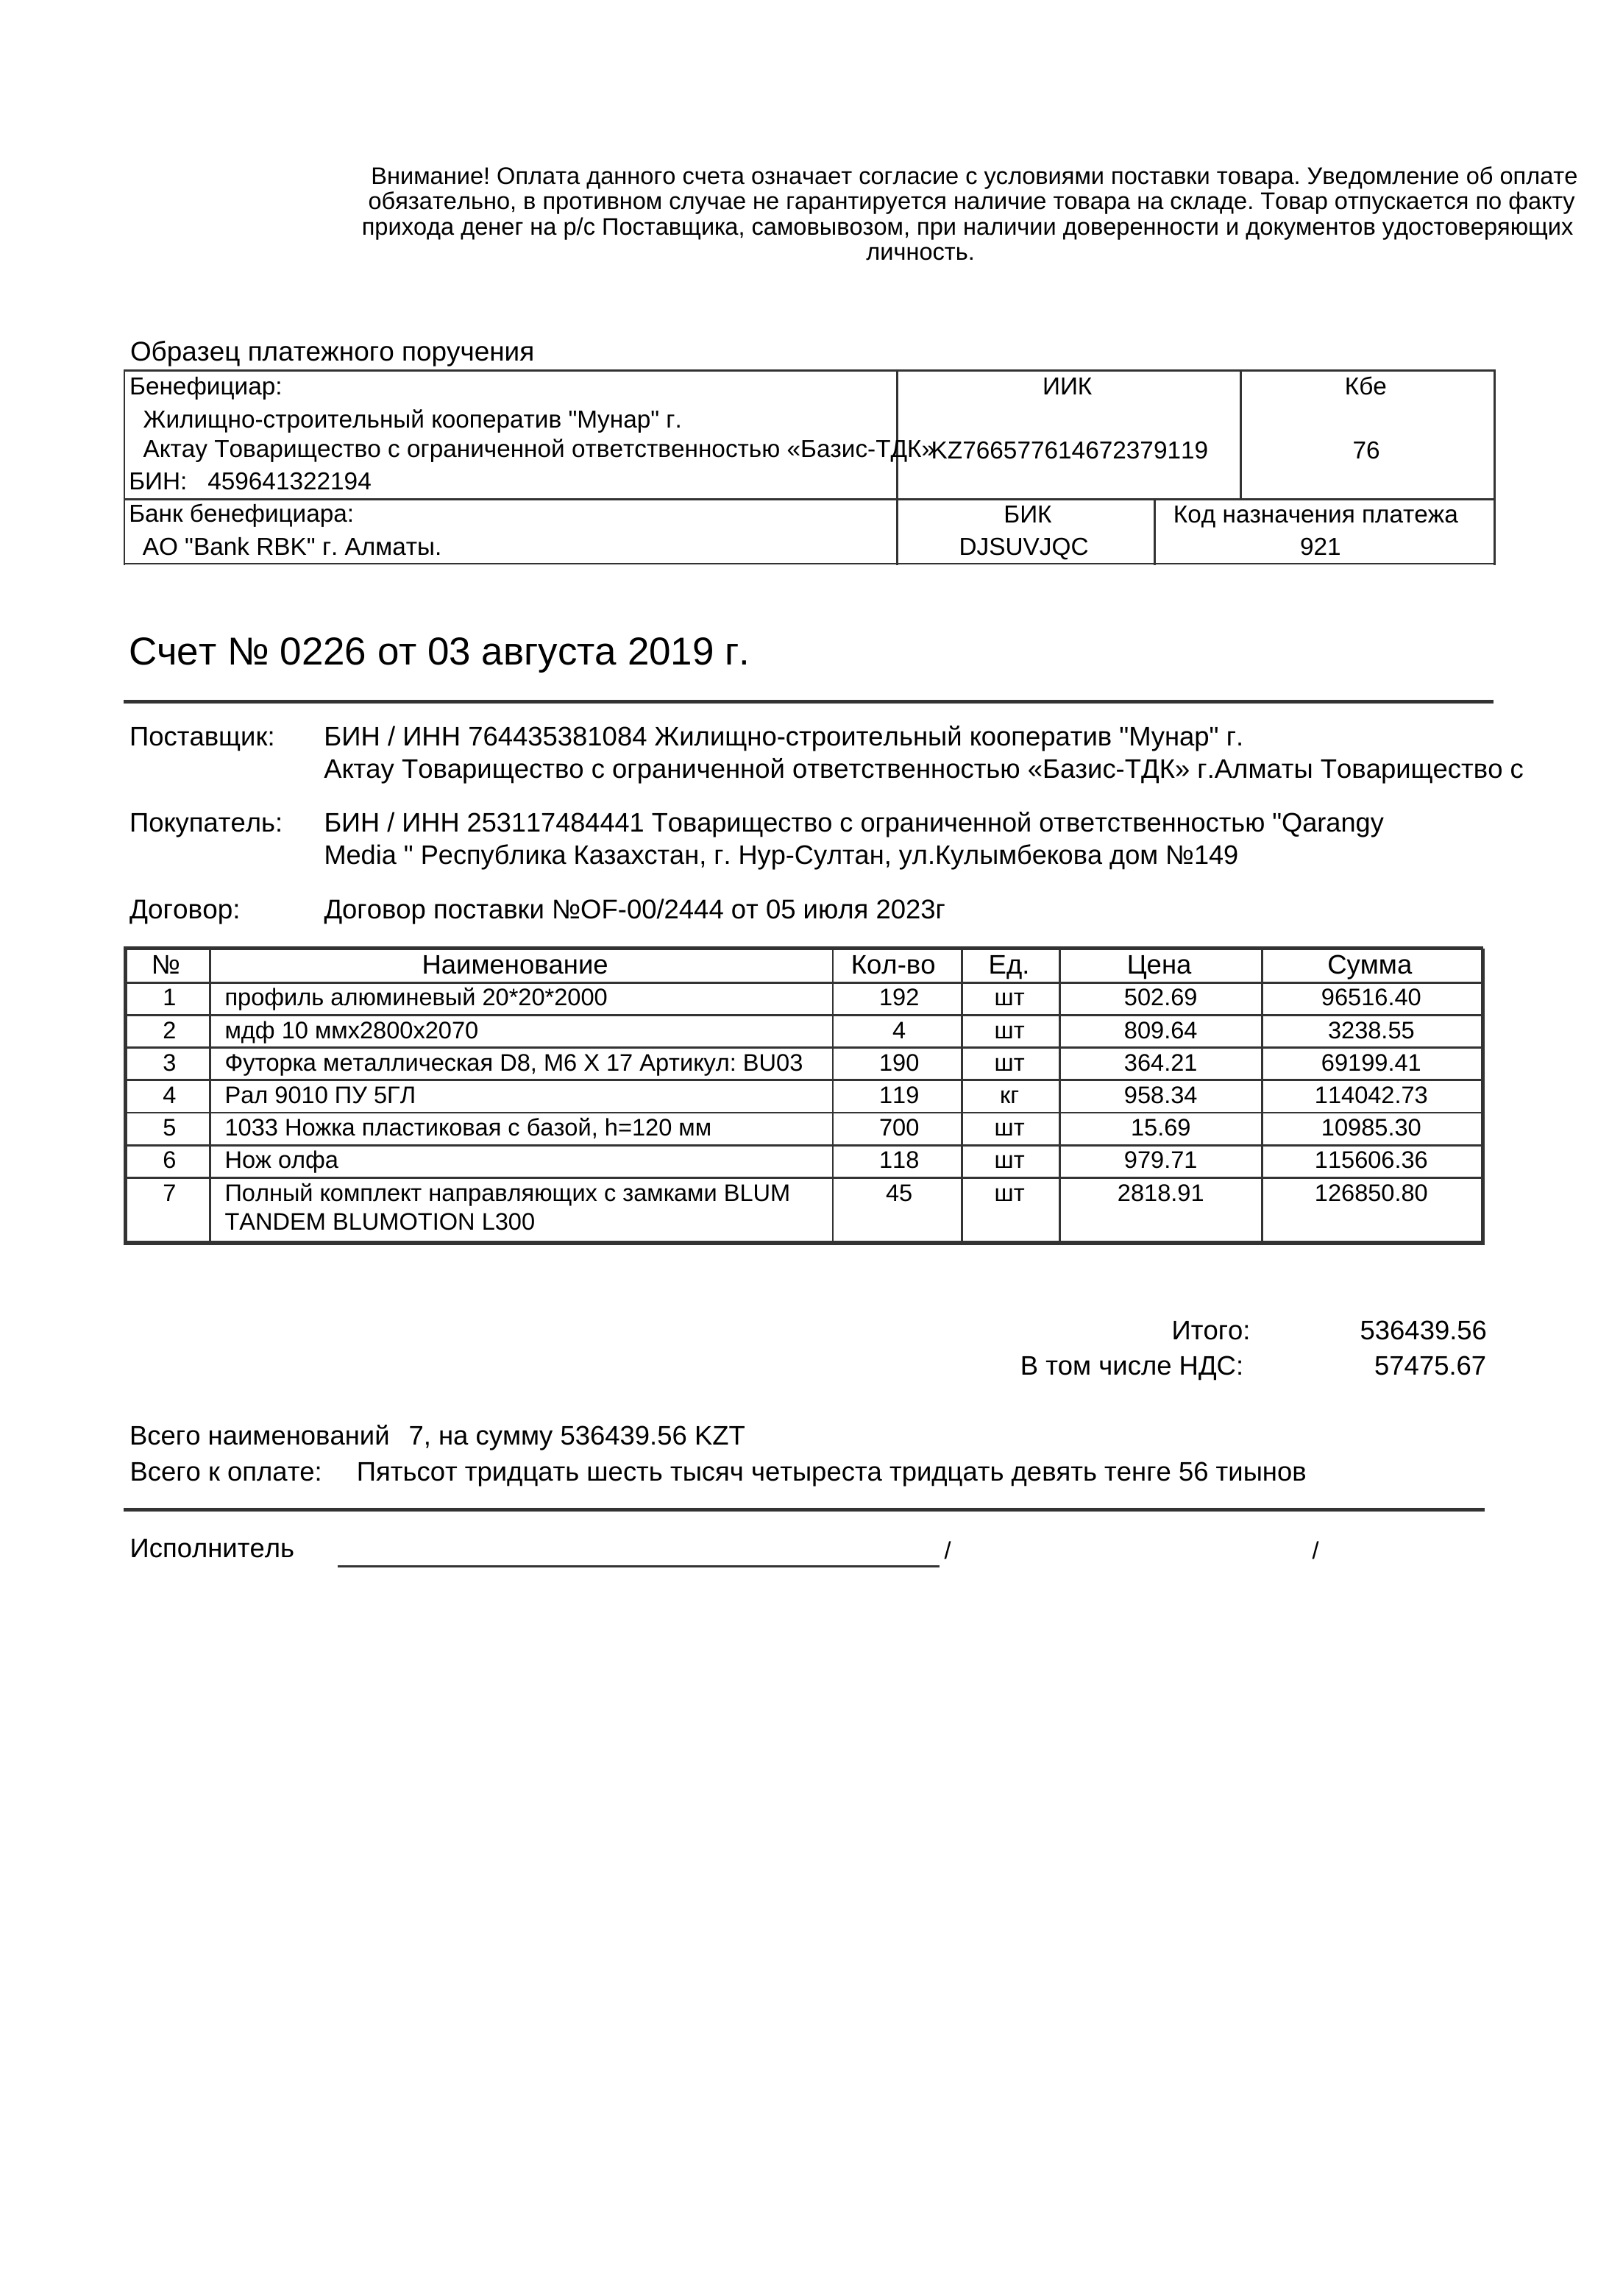 Внимание! Оплата данного счета означает согласие с условиями поставки товара. Уведомление об оплате
обязательно, в противном случае не гарантируется наличие товара на складе. Товар отпускается по факту
прихода денег на р/с Поставщика, самовывозом, при наличии доверенности и документов удостоверяющих
личность.
Образец платежного поручения
Бенефициар: ИИК Кбе
Жилищно-строительный кооператив "Мунар" г.
Актау Товарищество с ограниченной ответственностью «Базис-ТДК» KZ766577614672379119 76
БИН: 459641322194
Банк бенефициара: БИК Код назначения платежа
АО "Bank RBK" г. Алматы. DJSUVJQC 921
Счет № 0226 от 03 августа 2019 г.
Поставщик: БИН / ИНН 764435381084 Жилищно-строительный кооператив "Мунар" г.
Актау Товарищество с ограниченной ответственностью «Базис-ТДК» г.Алматы Товарищество с
Покупатель: БИН / ИНН 253117484441 Товарищество с ограниченной ответственностью "Qarangy
Media " Республика Казахстан, г. Нур-Султан, ул.Кулымбекова дом №149
Договор: Договор поставки №OF-00/2444 от 05 июля 2023г
№ Наименование Кол-во Ед. Цена Сумма
1 профиль алюминевый 20*20*2000 192 шт 502.69 96516.40
2 мдф 10 ммх2800х2070 4 шт 809.64 3238.55
3 Футорка металлическая D8, M6 X 17 Артикул: BU03 190 шт 364.21 69199.41
4 Рал 9010 ПУ 5ГЛ 119 кг 958.34 114042.73
5 1033 Ножка пластиковая с базой, h=120 мм 700 шт 15.69 10985.30
6 Нож олфа 118 шт 979.71 115606.36
7 Полный комплект направляющих с замками BLUM 45 шт 2818.91 126850.80
TANDEM BLUMOTION L300
Итого: 536439.56
В том числе НДС: 57475.67
Всего наименований 7, на сумму 536439.56 KZT
Всего к оплате: Пятьсот тридцать шесть тысяч четыреста тридцать девять тенге 56 тиынов
Исполнитель / /